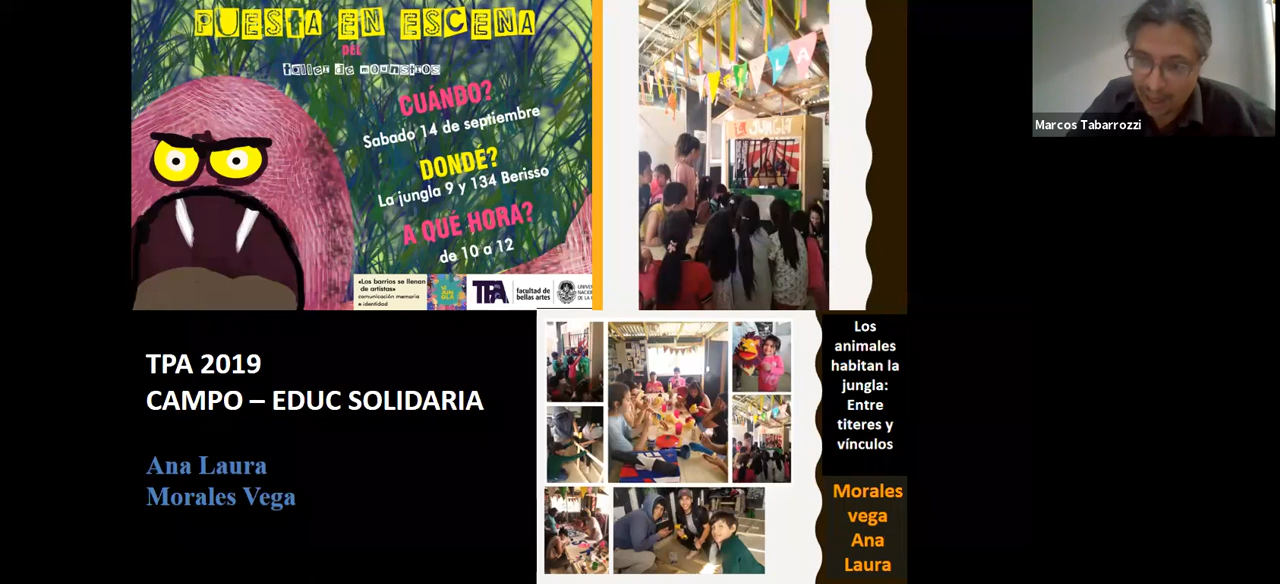 PUESTA EN ESCENA
DEL
taller de mounstros
CUÁNDO?
Sabado 14 de septiembre
DONDÉ?
La jungla 9 y 134 Berisso
A QUÉ HORA?
de 10 a 12
«Los barrios se llenan
de artistas»
comunicación memoria
e identidad
TPA
facultad de
bellas artes
LA JUNGLA
Marcos Tabarrozzi
TPA 2019
CAMPO – EDUC SOLIDARIA
Ana Laura
Morales Vega
Los
animales
habitan la
jungla:
Entre
titeres y
vínculos
Morales
vega
Ana
Laura